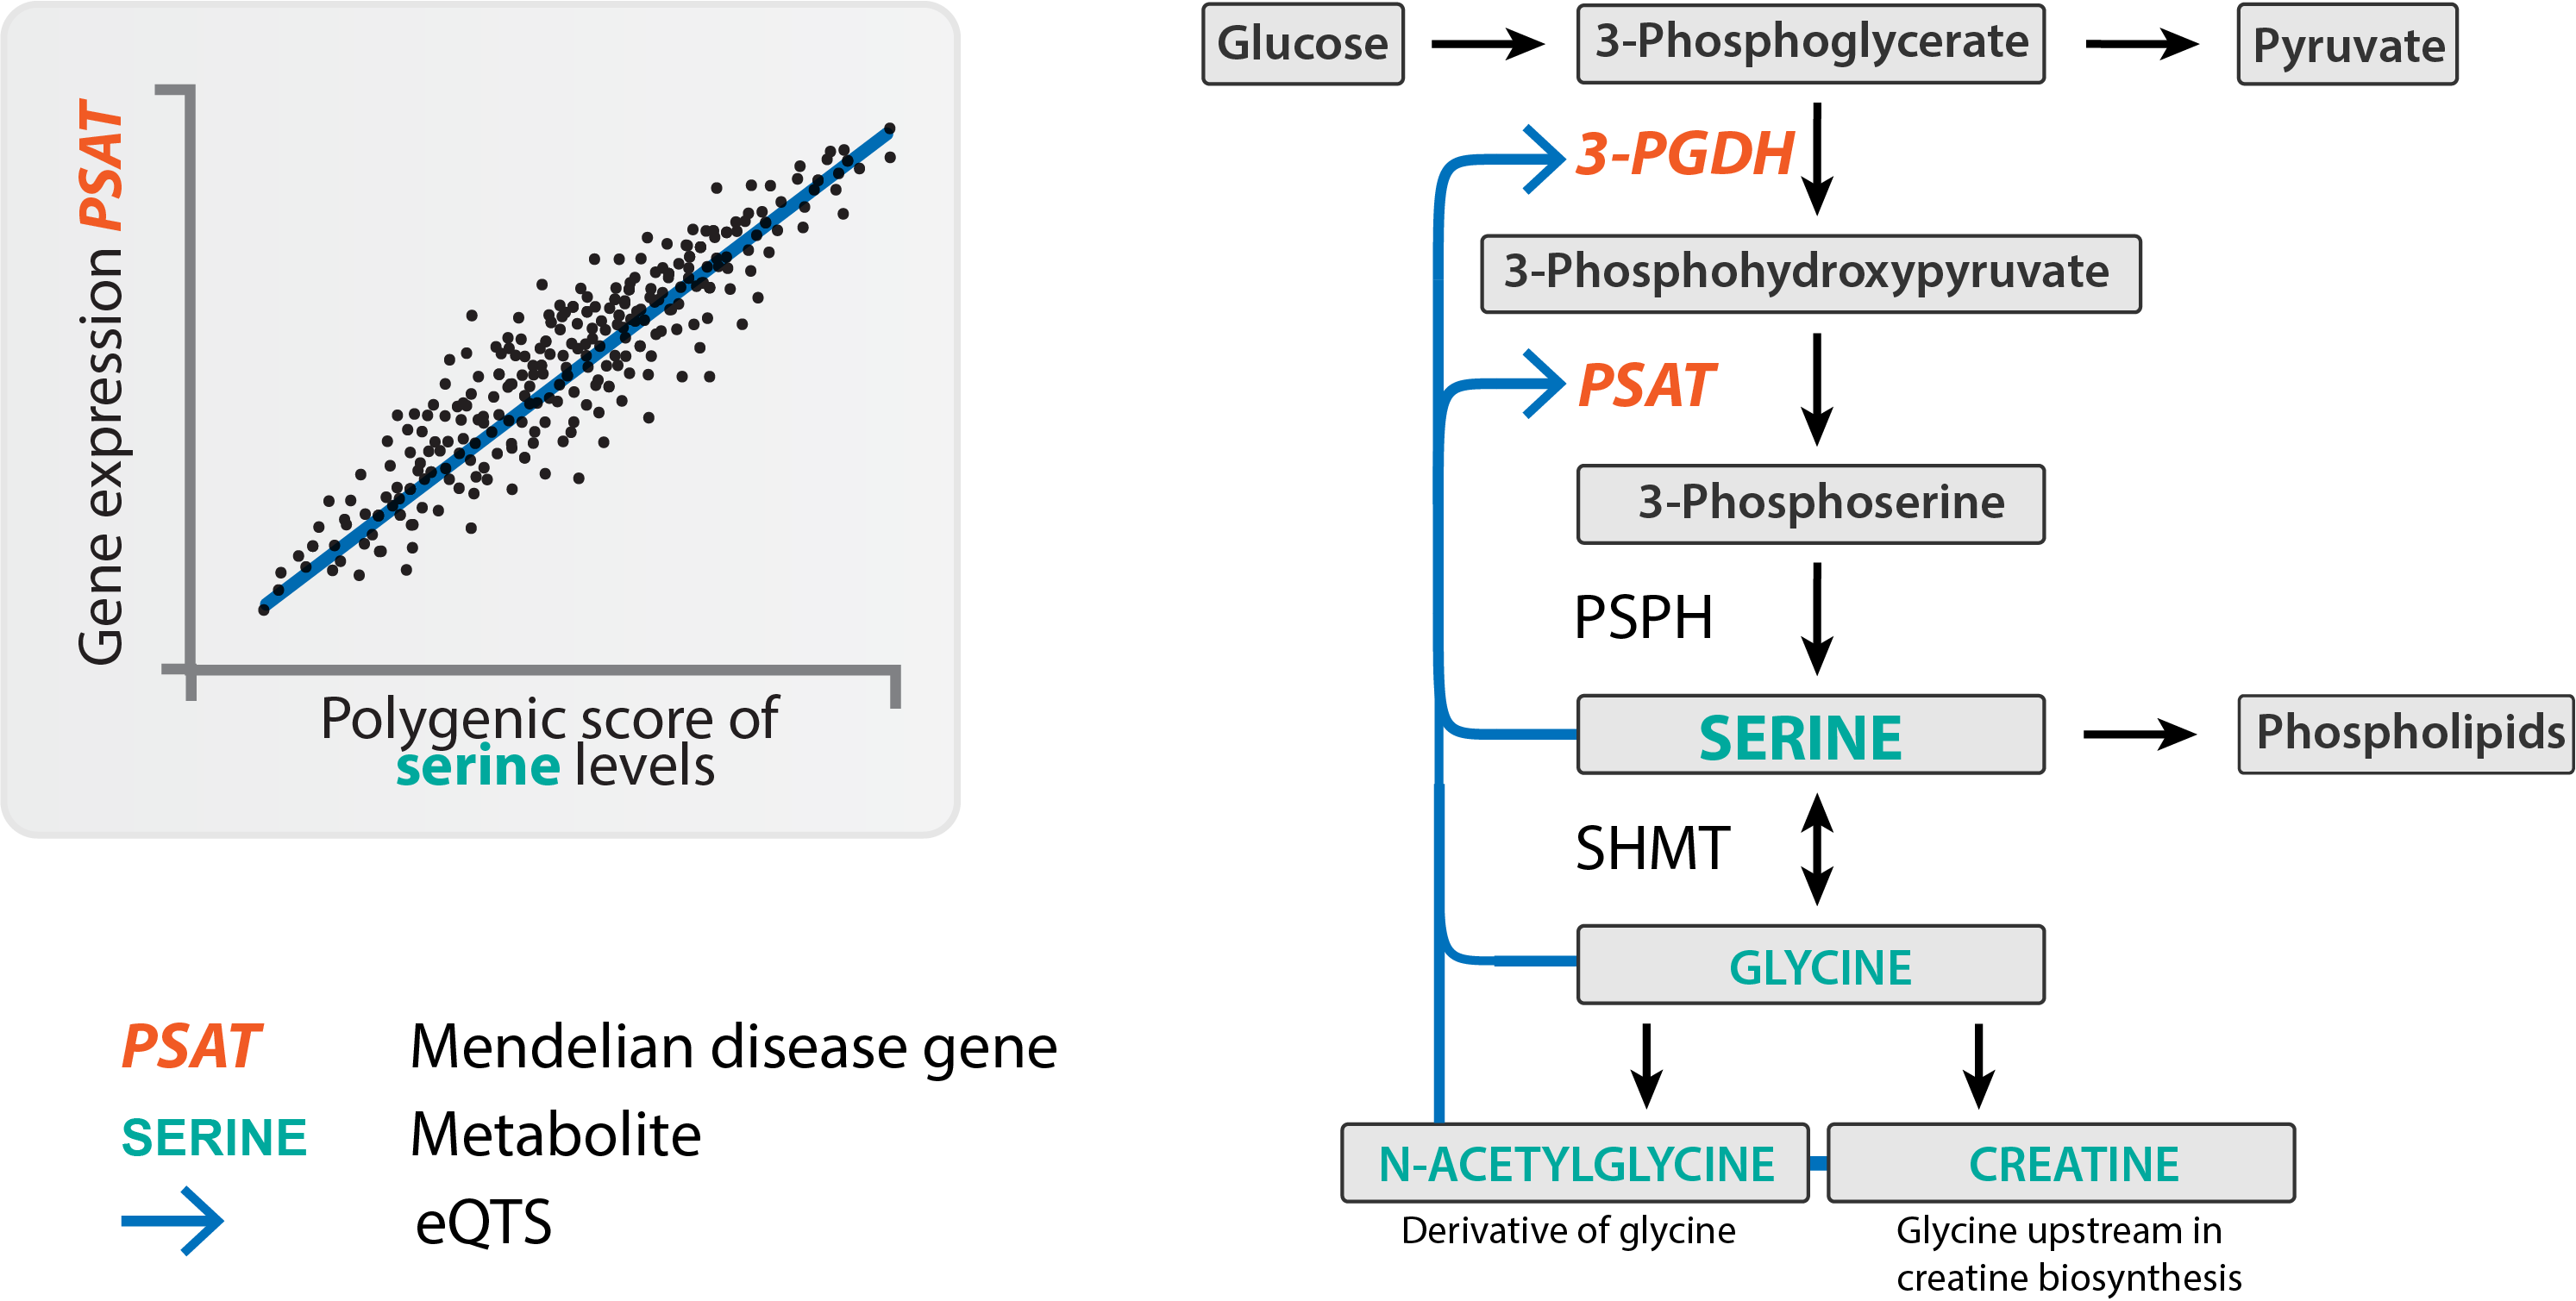 Gene expression PSAT
Polygenic score of
serine levels
PSAT Mendelian disease gene
SERINE Metabolite
eQTS
Glucose
3-Phosphoglycerate
Pyruvate
3-PGDH
3-Phosphohydroxypyruvate
PSAT
3-Phosphoserine
PSPH
SERINE
Phospholipids
SHMT
GLYCINE
N-ACETYLGLYCINE
CREATINE
Derivative of glycine
Glycine upstream in
creatine biosynthesis